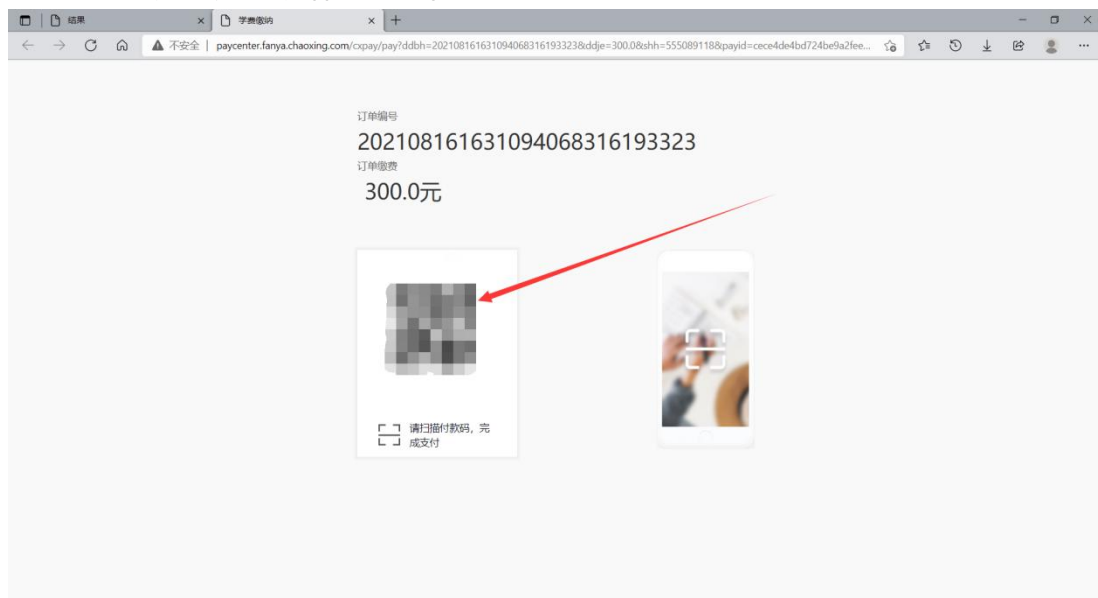 结果
学费缴纳
不安全 | paycenter.fanya.chaoxing.com/cxpay/pay?ddbh=20210816163109406831619332​3&ddje=300.0&shh=555089118&payid=cece4de4bd724be9a2fee...
订单编号
202108161631094068316193323
订单缴费
300.0元
请扫描付款码，完
成支付